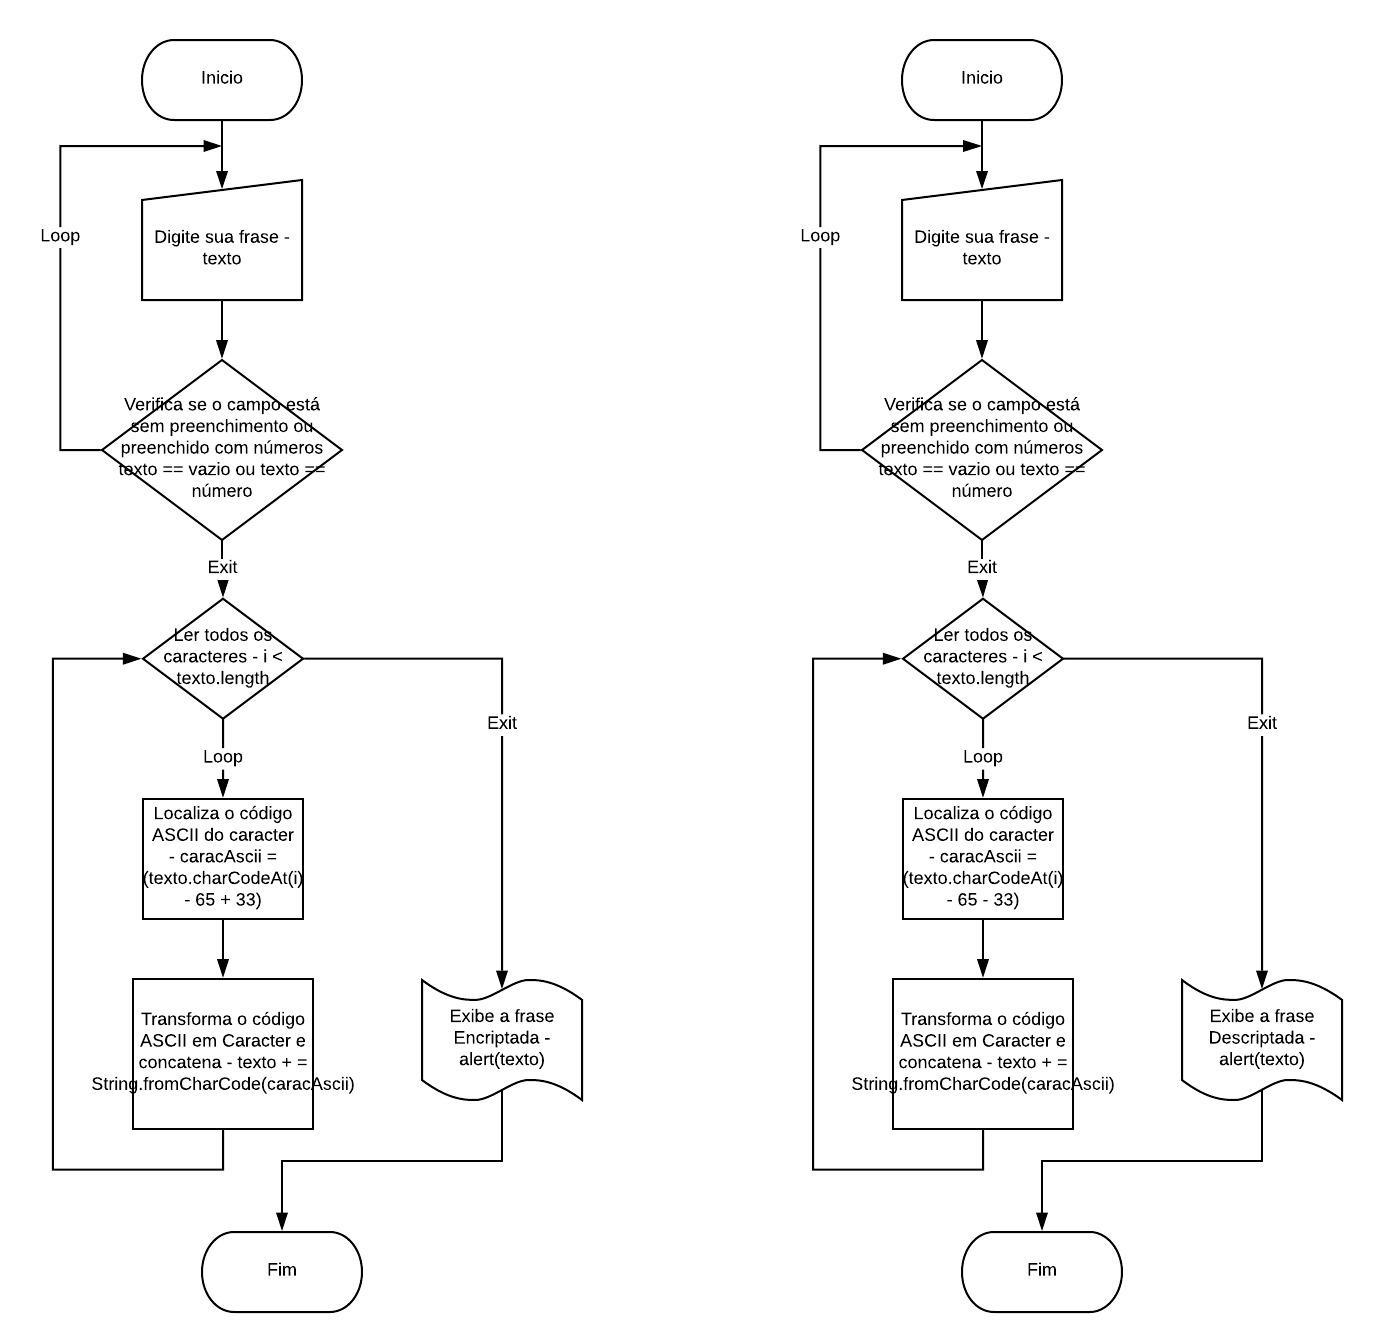 Inicio
Loop
Digite sua frase -
texto
Verifica se o campo está
sem preenchimento ou
preenchido com números
texto == vazio ou texto ==
número
Exit
Ler todos os
caracteres - i <
texto.length
Exit
Loop
Localiza o código
ASCII do caracter
- caracAscii =
(texto.charCodeAt(i)
- 65 + 33)
Transforma o código
ASCII em Caracter e
concatena - texto + =
String.fromCharCode(caracAscii)
Exibe a frase
Encriptada -
alert(texto)
Fim
Inicio
Loop
Digite sua frase -
texto
Verifica se o campo está
sem preenchimento ou
preenchido com números
texto == vazio ou texto ==
número
Exit
Ler todos os
caracteres - i <
texto.length
Exit
Loop
Localiza o código
ASCII do caracter
- caracAscii =
(texto.charCodeAt(i)
- 65 - 33)
Transforma o código
ASCII em Caracter e
concatena - texto + =
String.fromCharCode(caracAscii)
Exibe a frase
Descriptada -
alert(texto)
Fim